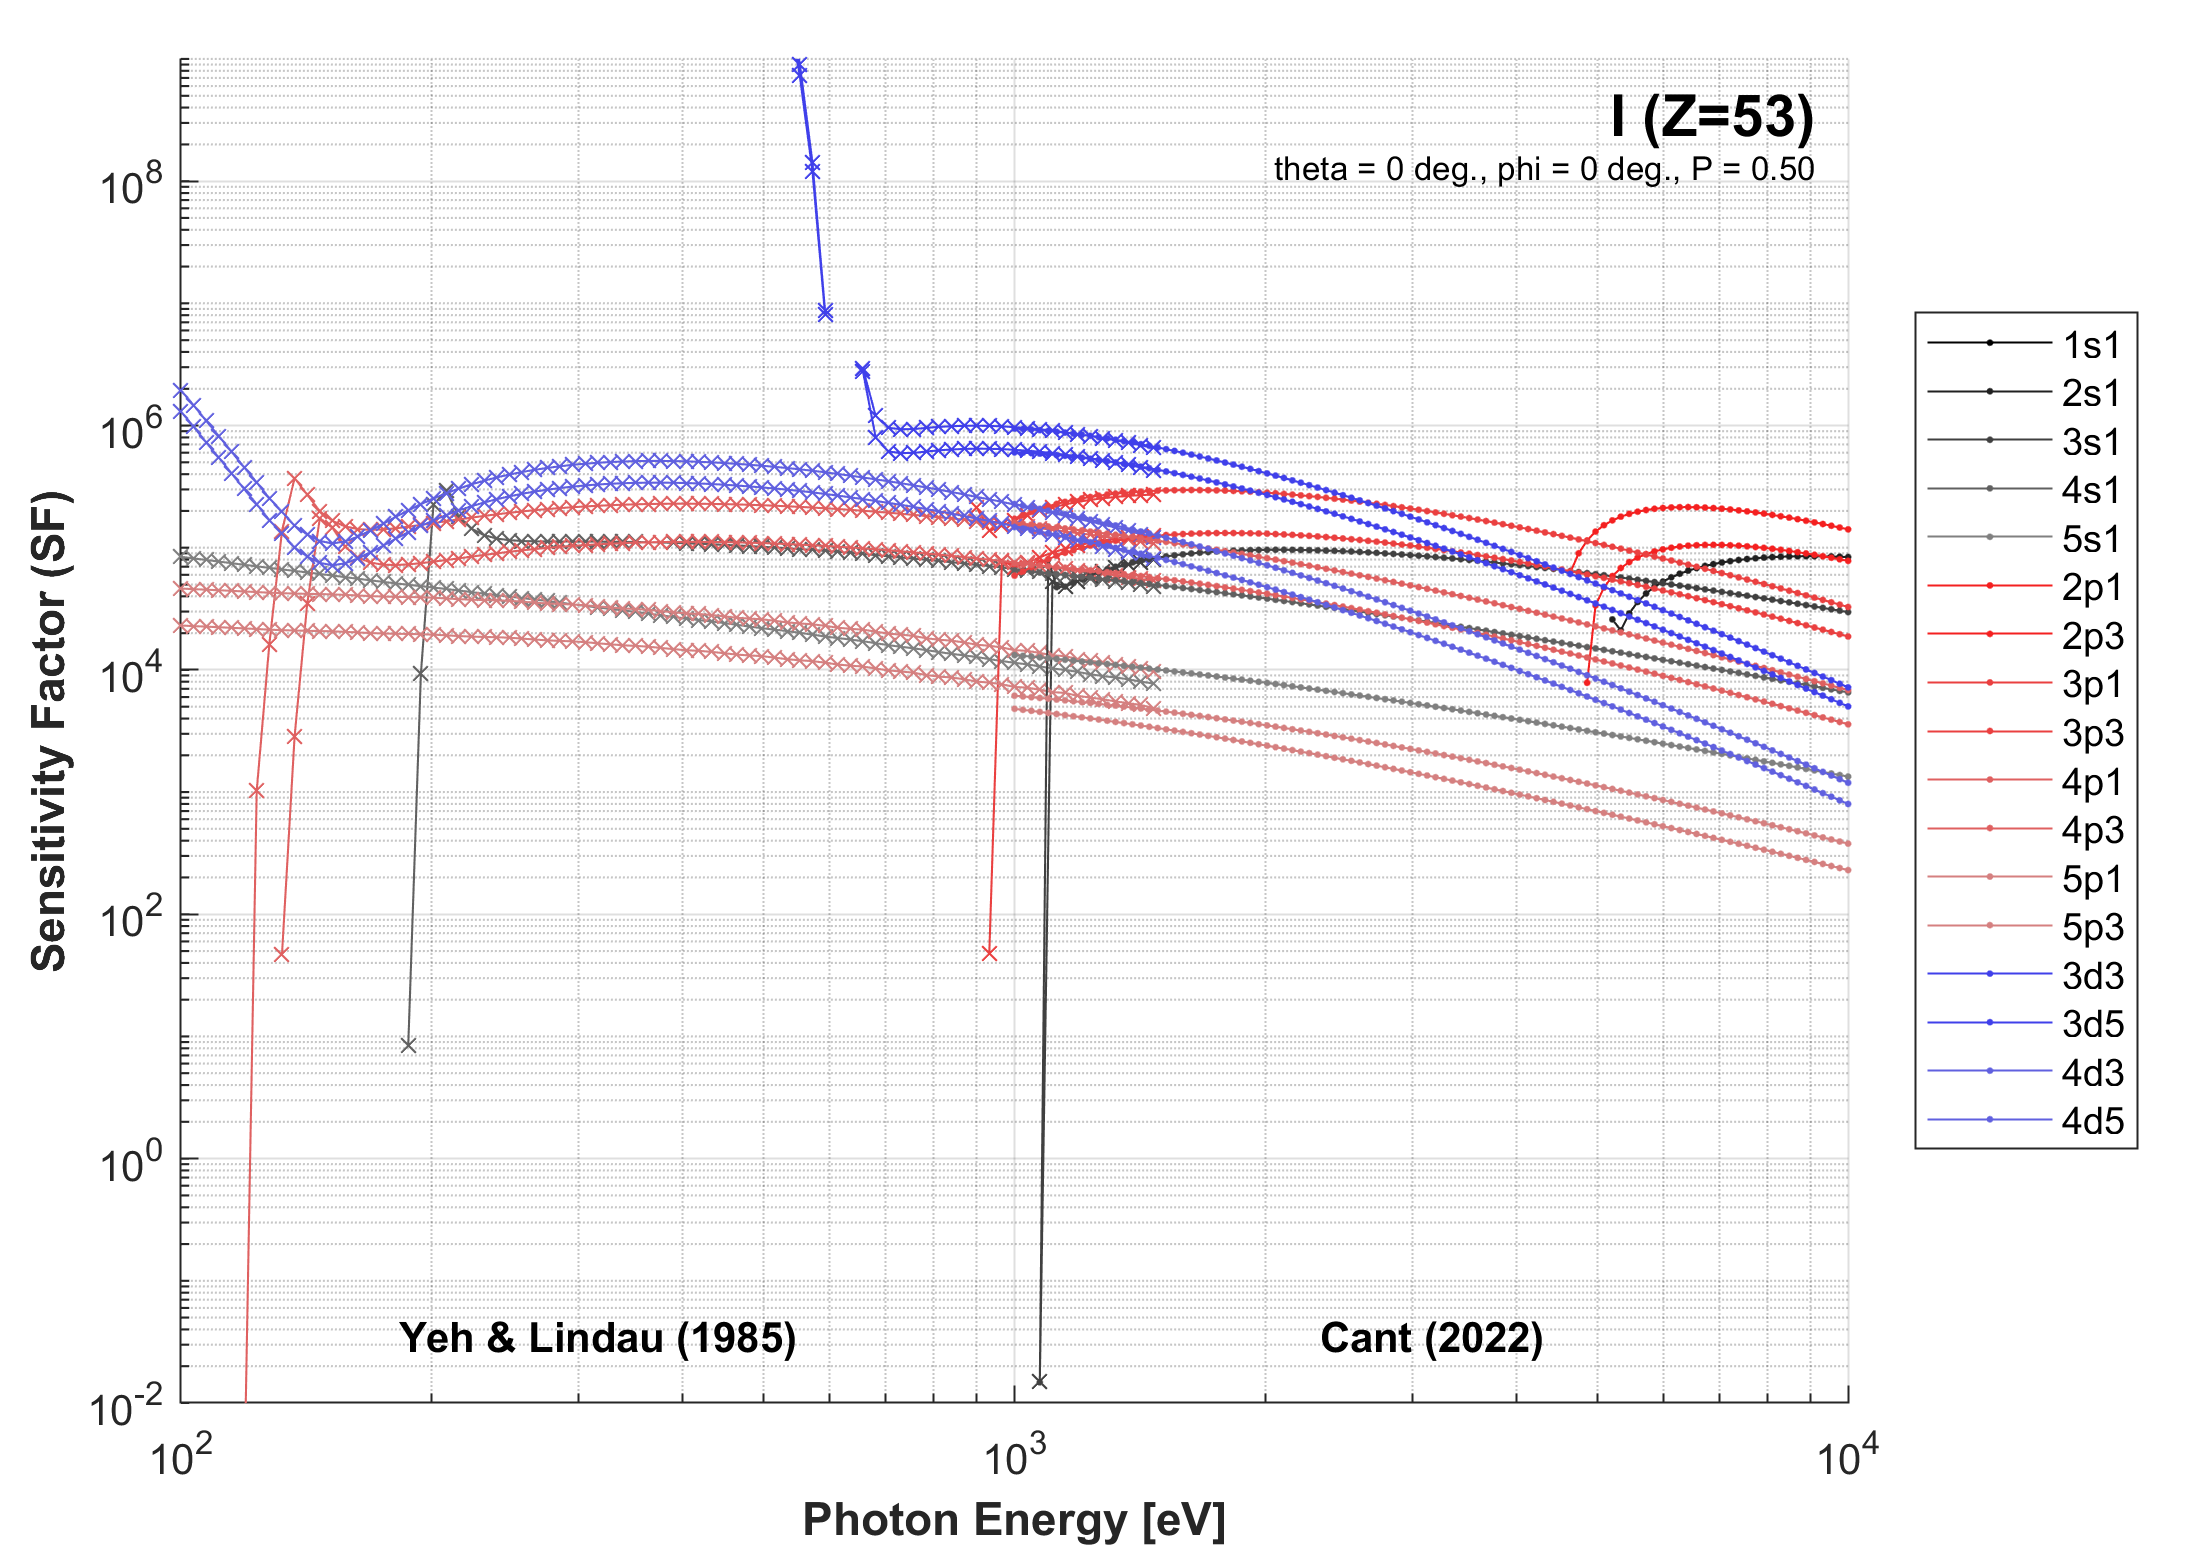 I (Z=53)
theta = 0 deg., phi = 0 deg., P = 0.50
Sensitivity Factor (SF)
10^8
10^6
10^4
10^2
10^0
10^-2
Yeh & Lindau (1985)
Cant (2022)
10^2
10^3
10^4
Photon Energy [eV]
1s1
2s1
3s1
4s1
5s1
2p1
2p3
3p1
3p3
4p1
4p3
5p1
5p3
3d3
3d5
4d3
4d5